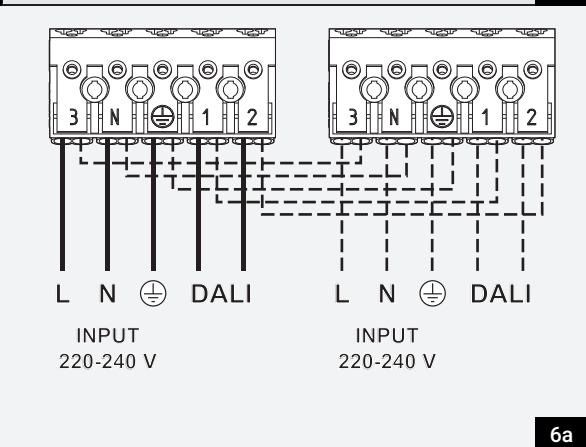 3 N 1 2 3 N 1 2
L N DALI L N DALI
INPUT INPUT
220-240 V 220-240 V
6a